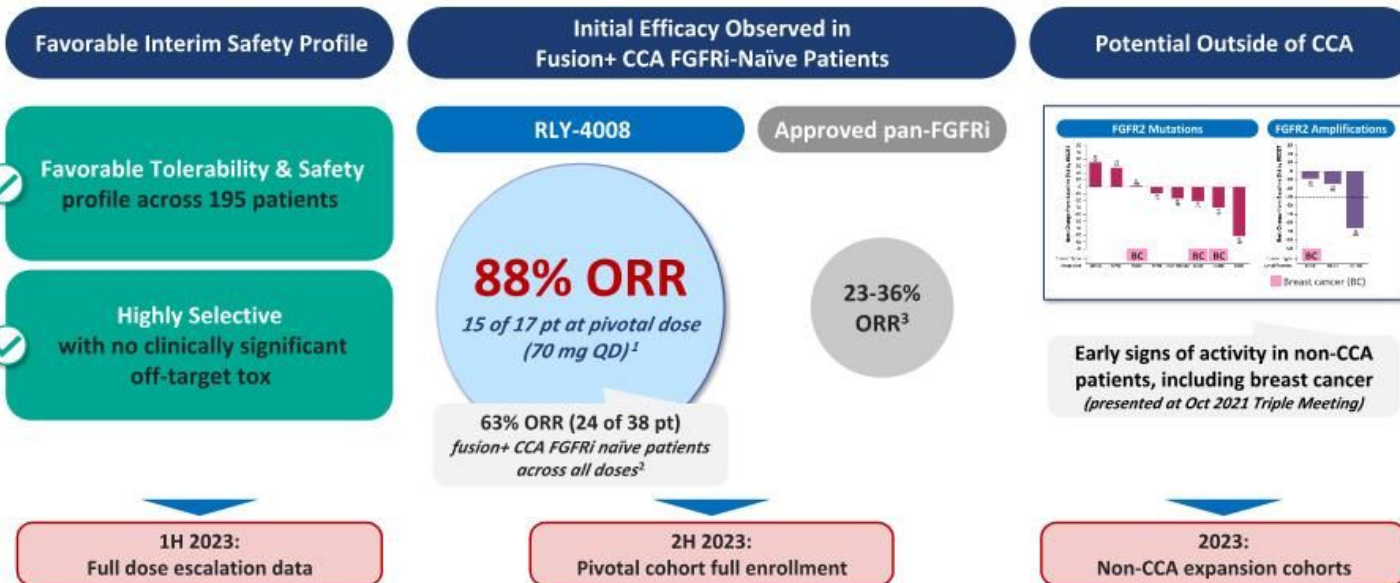 Favorable Interim Safety Profile
Favorable Tolerability & Safety
profile across 195 patients
Highly Selective
with no clinically significant
off-target tox
1H 2023:
Full dose escalation data
Initial Efficacy Observed in
Fusion+ CCA FGFRi-Naïve Patients
RLY-4008
88% ORR
15 of 17 pt at pivotal dose
(70 mg QD)¹
63% ORR (24 of 38 pt)
fusion+ CCA FGFRi naïve patients
across all doses²
Approved pan-FGFRi
23-36%
ORR³
2H 2023:
Pivotal cohort full enrollment
Potential Outside of CCA
FGFR2 Mutations
BC
BC
BC
FGFR2 Amplifications
BC
Breast cancer (BC)
Early signs of activity in non-CCA
patients, including breast cancer
(presented at Oct 2021 Triple Meeting)
2023:
Non-CCA expansion cohorts